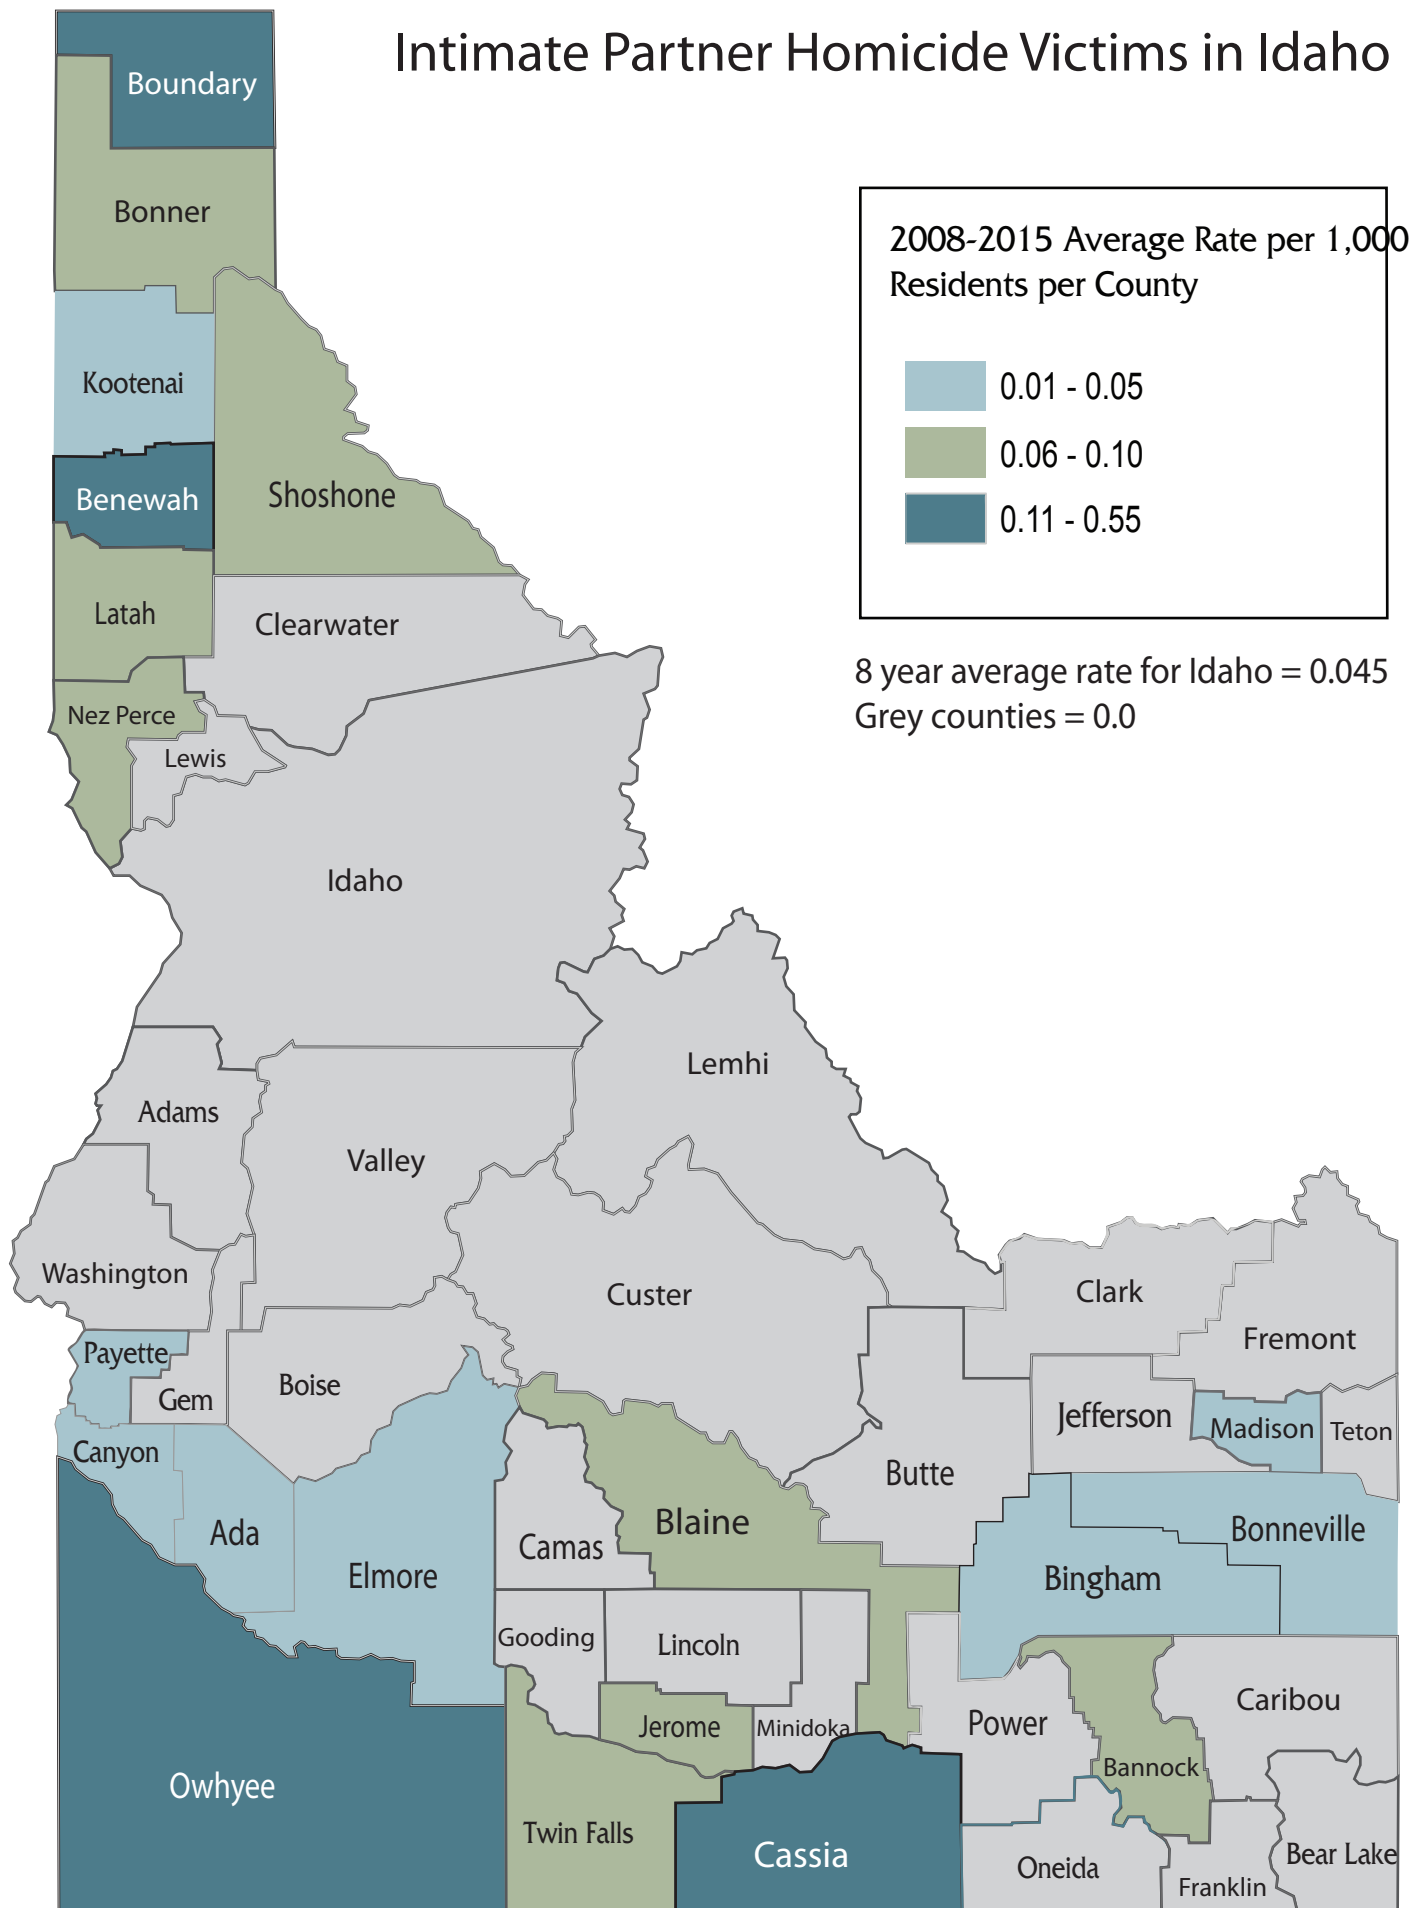 Intimate Partner Homicide Victims in Idaho
Boundary
Bonner
2008-2015 Average Rate per 1,000
Residents per County
0.01 - 0.05
0.06 - 0.10
0.11 - 0.55
8 year average rate for Idaho = 0.045
Grey counties = 0.0
Kootenai
Benewah
Shoshone
Latah
Clearwater
Nez Perce
Lewis
Idaho
Lemhi
Adams
Valley
Washington
Custer
Clark
Fremont
Payette
Gem
Boise
Jefferson
Madison
Teton
Canyon
Butte
Ada
Blaine
Bonneville
Camas
Elmore
Bingham
Gooding
Lincoln
Caribou
Jerome
Minidoka
Power
Bannock
Owhyee
Twin Falls
Cassia
Oneida
Bear Lake
Franklin